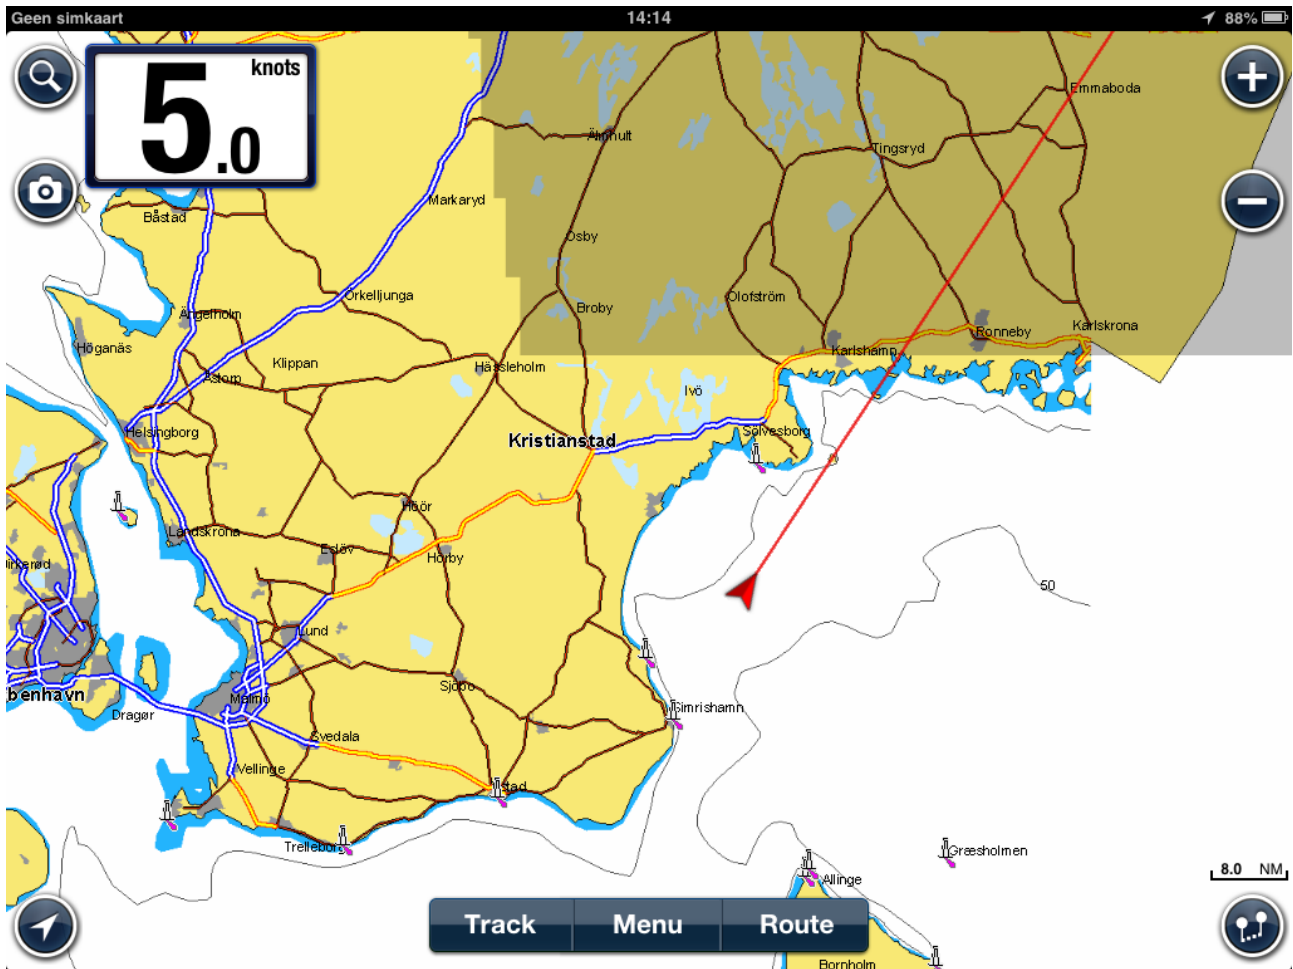 Geen simkaart 14:14 88%
knots
5.0
Emmaboda
Älmhult
Tingsryd
Markaryd
Båstad
Osby
Örkelljunga
Olofström
Broby
Ängelholm
Karlskrona
Ronneby
Höganäs
Karlshamn
Klippan
Hässleholm
Åstorp
Ivö
Helsingborg
Sölvesborg
Kristianstad
Höör
Landskrona
Eslöv
Hörby
Birkerød
50
Lund
Sjöbo
benhavn
Malmö
Simrishamn
Dragør
Svedala
Vellinge
stad
Trelleborg
Græsholmen
8.0 NM
Allinge
Track Menu Route
Bornholm